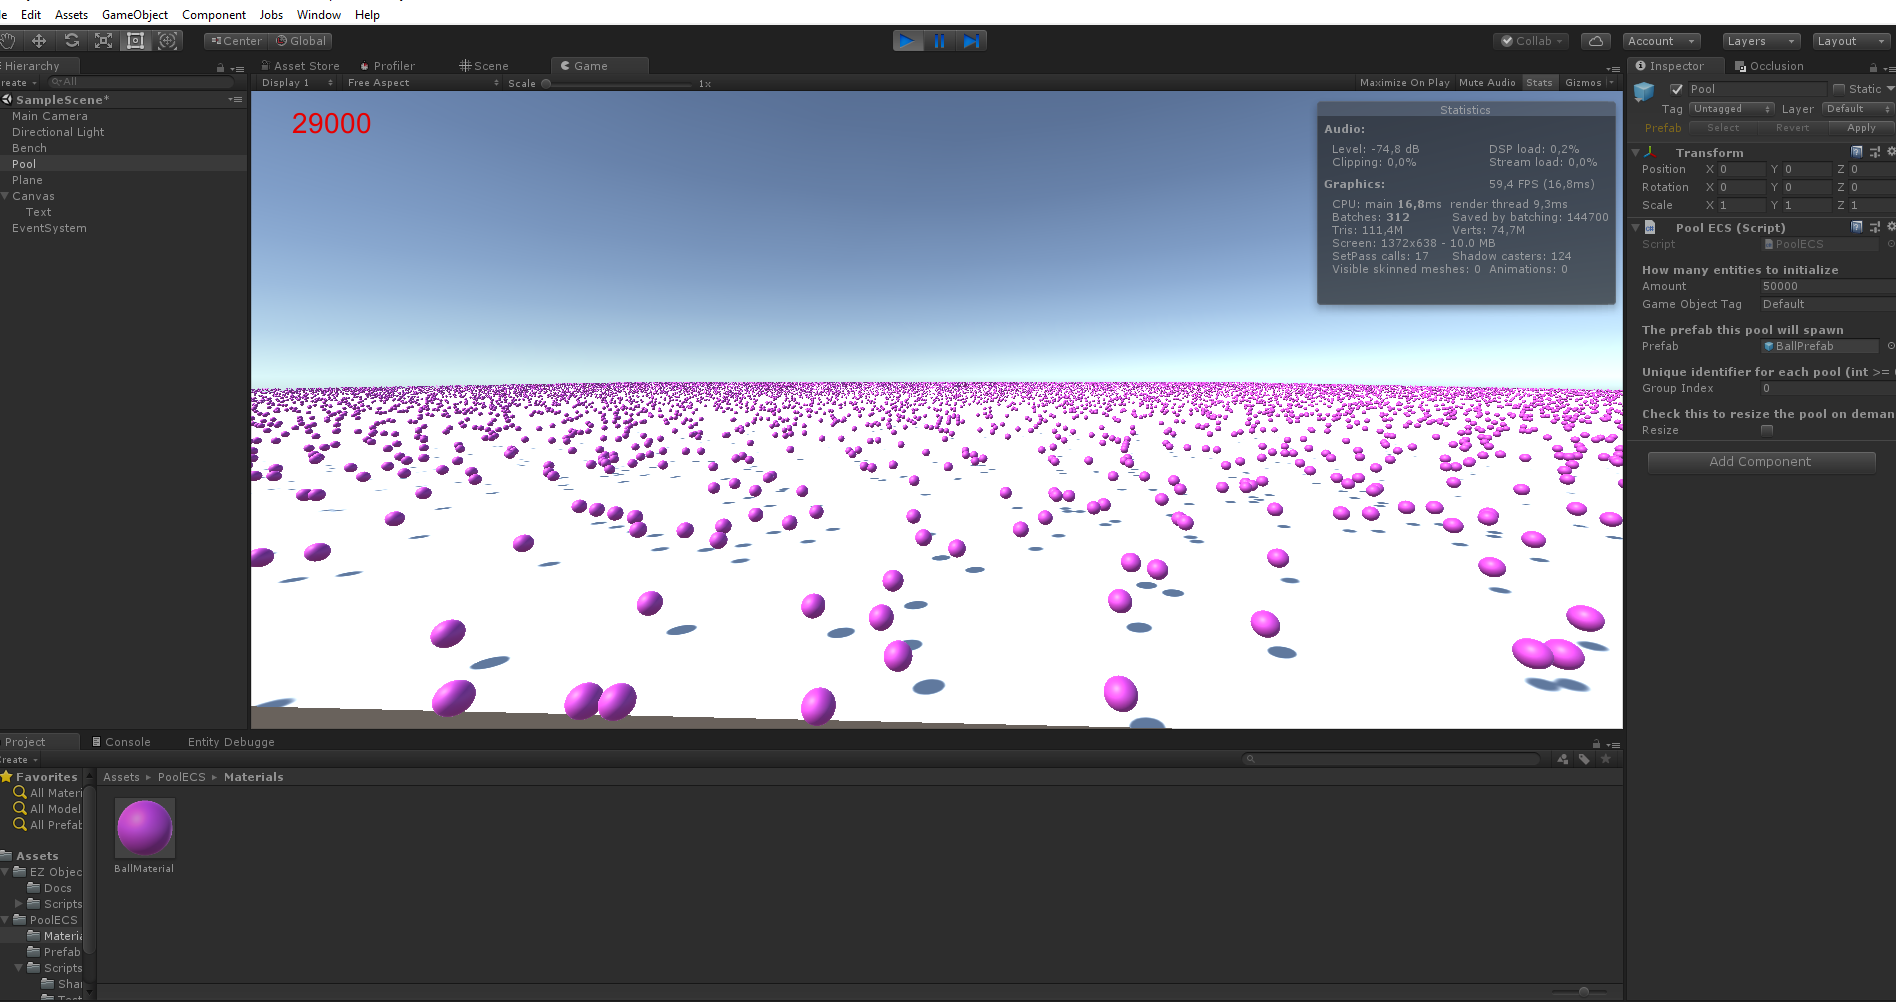 le Edit Assets GameObject Component Jobs Window Help
Center Global
Collab Account Layers Layout
Hierarchy
reate All
SampleScene*
Main Camera
Directional Light
Bench
Pool
Plane
Canvas
Text
EventSystem
Asset Store Profiler Scene Game
Display 1 Free Aspect Scale 1x Maximize On Play Mute Audio Stats Gizmos
29000
Statistics
Audio:
Level: -74,8 dB DSP load: 0,2%
Clipping: 0,0% Stream load: 0,0%
Graphics: 59,4 FPS (16,8ms)
CPU: main 16,8ms render thread 9,3ms
Batches: 312 Saved by batching: 144700
Tris: 111,4M Verts: 74,7M
Screen: 1372x638 - 10.0 MB
SetPass calls: 17 Shadow casters: 124
Visible skinned meshes: 0 Animations: 0
Inspector Occlusion
Pool Static
Tag Untagged Layer Default
Prefab Select Revert Apply
Transform
Position X 0 Y 0 Z 0
Rotation X 0 Y 0 Z 0
Scale X 1 Y 1 Z 1
Pool ECS (Script)
Script PoolECS
How many entities to initialize
Amount 50000
Game Object Tag Default
The prefab this pool will spawn
Prefab BallPrefab
Unique identifier for each pool (int >=
Group Index 0
Check this to resize the pool on deman
Resize
Add Component
Project Console Entity Debugge
reate
Favorites
All Materi
All Model
All Prefab
Assets
EZ Objec
Docs
Scripts
PoolECS
Materia
Prefab
Scripts
Sha
Assets ▸ PoolECS ▸ Materials
BallMaterial